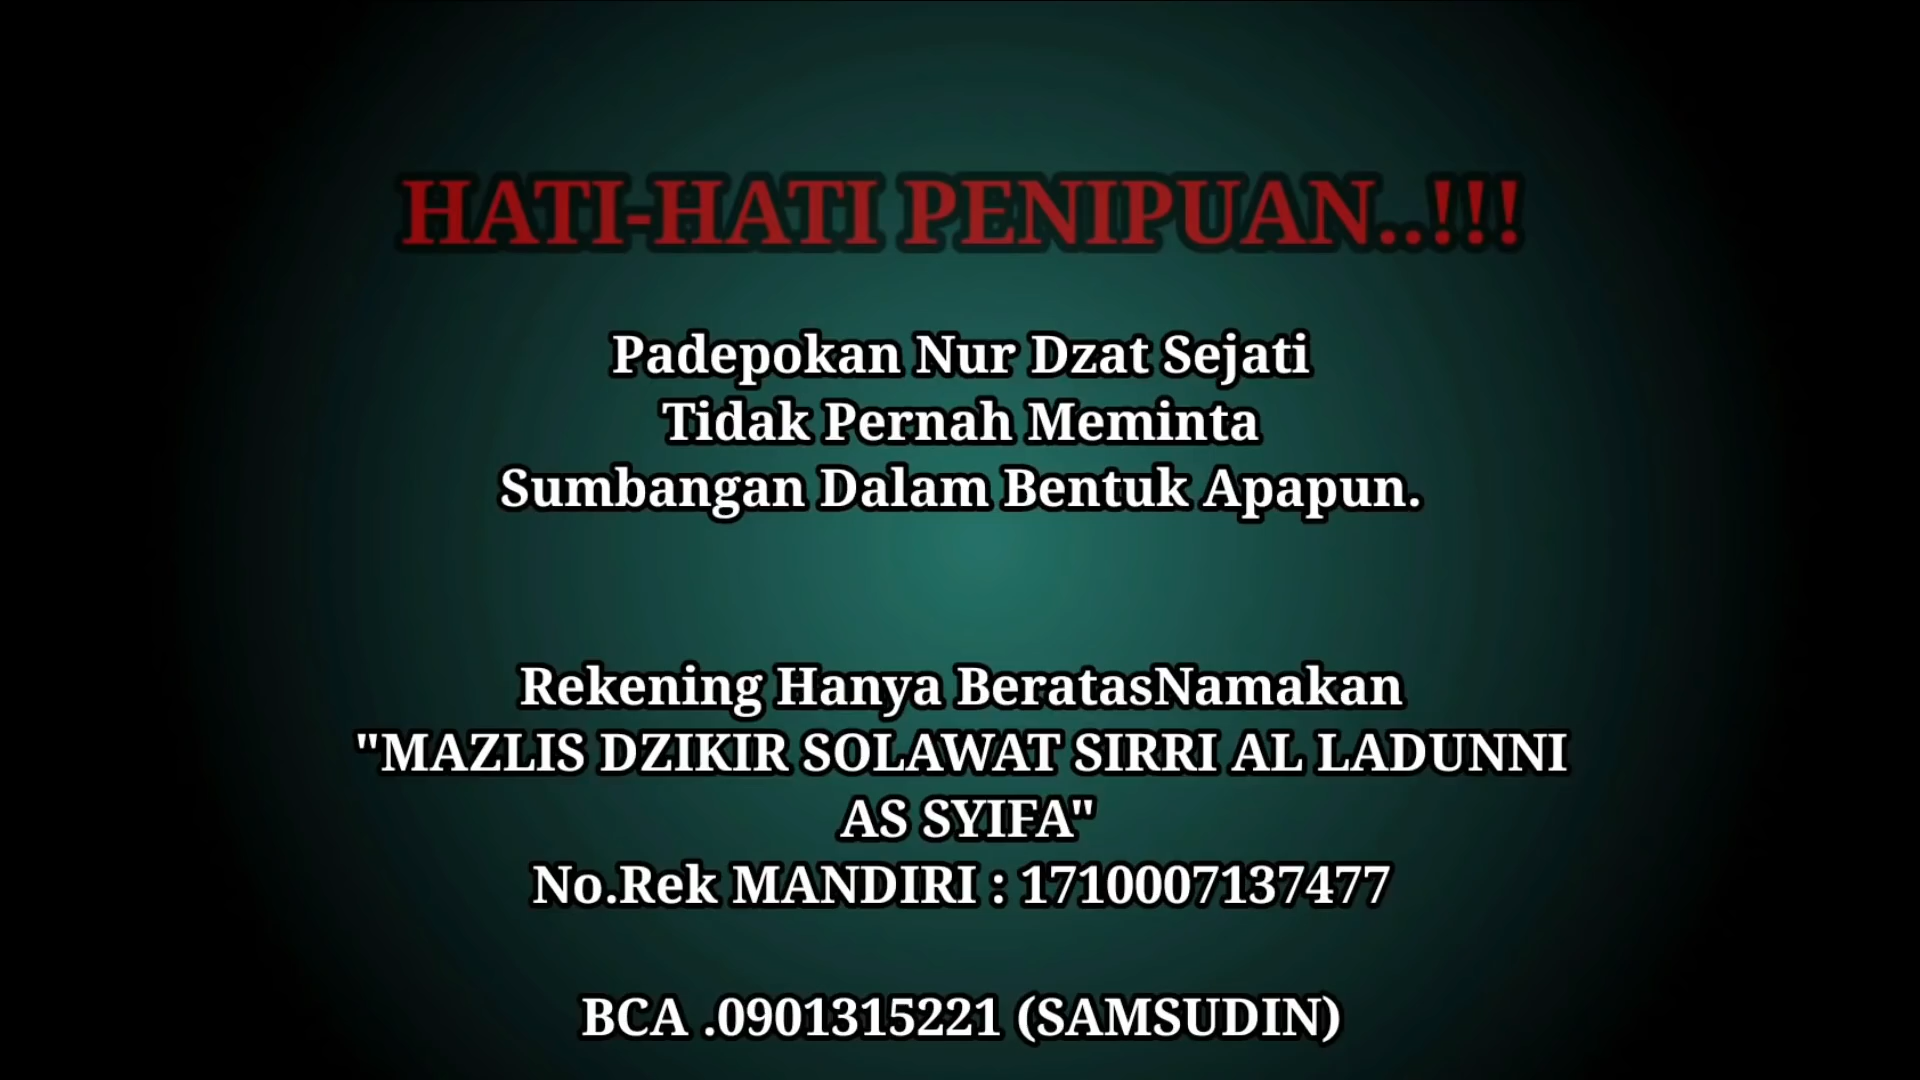 HATI-HATI PENIPUAN..!!!
Padepokan Nur Dzat Sejati
Tidak Pernah Meminta
Sumbangan Dalam Bentuk Apapun.
Rekening Hanya BeratasNamakan
"MAZLIS DZIKIR SOLAWAT SIRRI AL LADUNNI
AS SYIFA"
No.Rek MANDIRI : 1710007137477
BCA .0901315221 (SAMSUDIN)